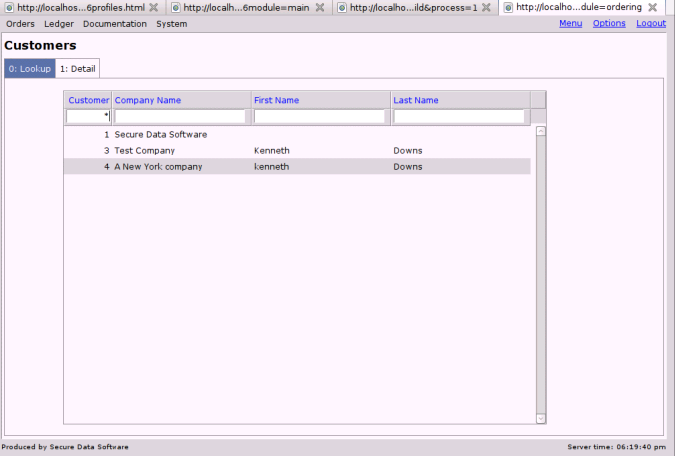 http://localhos...6profiles.html http://localh...6module=main http://localho...ild&process=1 http://localho...dule=ordering
Orders Ledger Documentation System Menu Options Logout
Customers
0: Lookup 1: Detail
Customer Company Name First Name Last Name
*
1 Secure Data Software
3 Test Company Kenneth Downs
4 A New York company kenneth Downs
Produced by Secure Data Software Server time: 06:19:40 pm